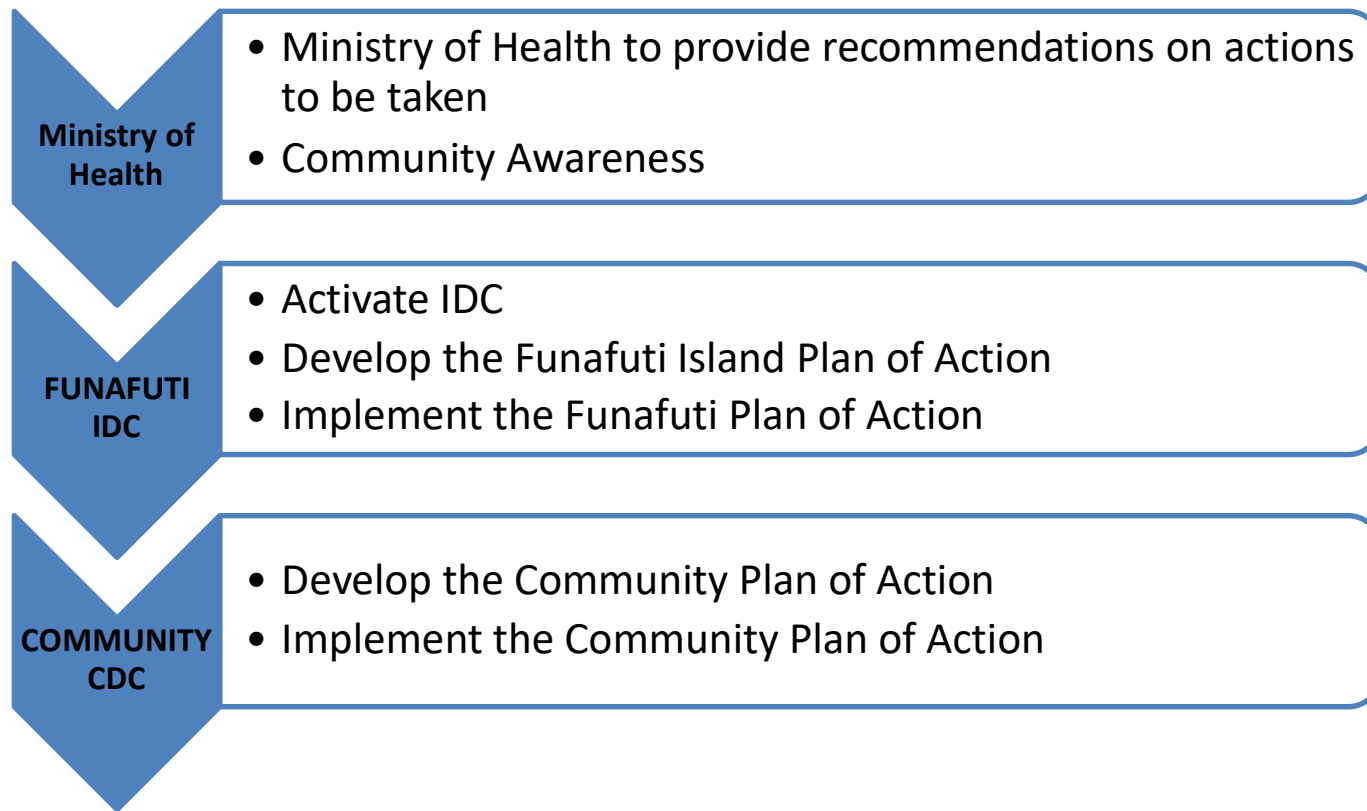 Ministry of
Health
• Ministry of Health to provide recommendations on actions
to be taken
• Community Awareness
FUNAFUTI
IDC
• Activate IDC
• Develop the Funafuti Island Plan of Action
• Implement the Funafuti Plan of Action
COMMUNITY
CDC
• Develop the Community Plan of Action
• Implement the Community Plan of Action